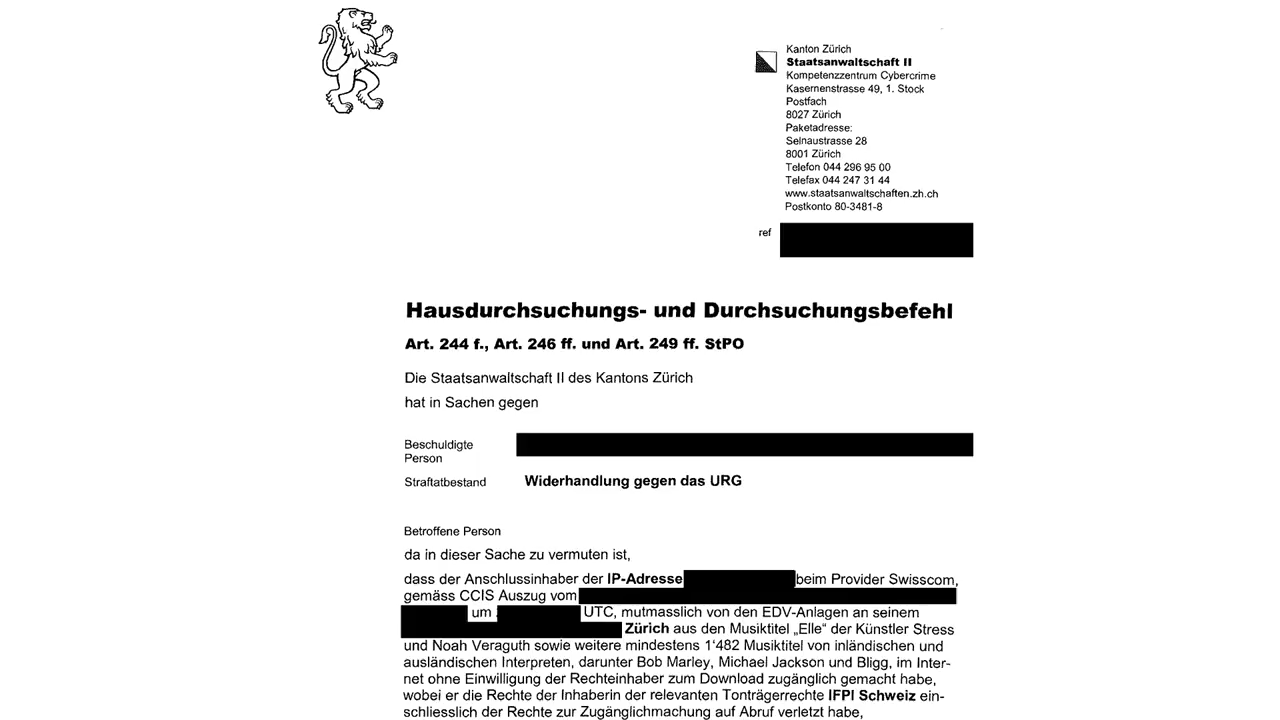 Kanton Zürich
Staatsanwaltschaft II
Kompetenzzentrum Cybercrime
Kasernenstrasse 49, 1. Stock
Postfach
8027 Zürich
Paketadresse:
Selnaustrasse 28
8001 Zürich
Telefon 044 296 95 00
Telefax 044 247 31 44
www.staatsanwaltschaften.zh.ch
Postkonto 80-3481-8
ref
Hausdurchsuchungs- und Durchsuchungsbefehl
Art. 244 f., Art. 246 ff. und Art. 249 ff. StPO
Die Staatsanwaltschaft II des Kantons Zürich
hat in Sachen gegen
Beschuldigte
Person
Straftatbestand Widerhandlung gegen das URG
Betroffene Person
da in dieser Sache zu vermuten ist,
dass der Anschlussinhaber der IP-Adresse beim Provider Swisscom,
gemäss CCIS Auszug vom
um UTC, mutmasslich von den EDV-Anlagen an seinem
Zürich aus den Musiktitel „Elle“ der Künstler Stress
und Noah Veraguth sowie weitere mindestens 1'482 Musiktitel von inländischen und
ausländischen Interpreten, darunter Bob Marley, Michael Jackson und Bligg, im Inter-
net ohne Einwilligung der Rechteinhaber zum Download zugänglich gemacht habe,
wobei er die Rechte der Inhaberin der relevanten Tonträgerrechte IFPI Schweiz ein-
schliesslich der Rechte zur Zugänglichmachung auf Abruf verletzt habe,